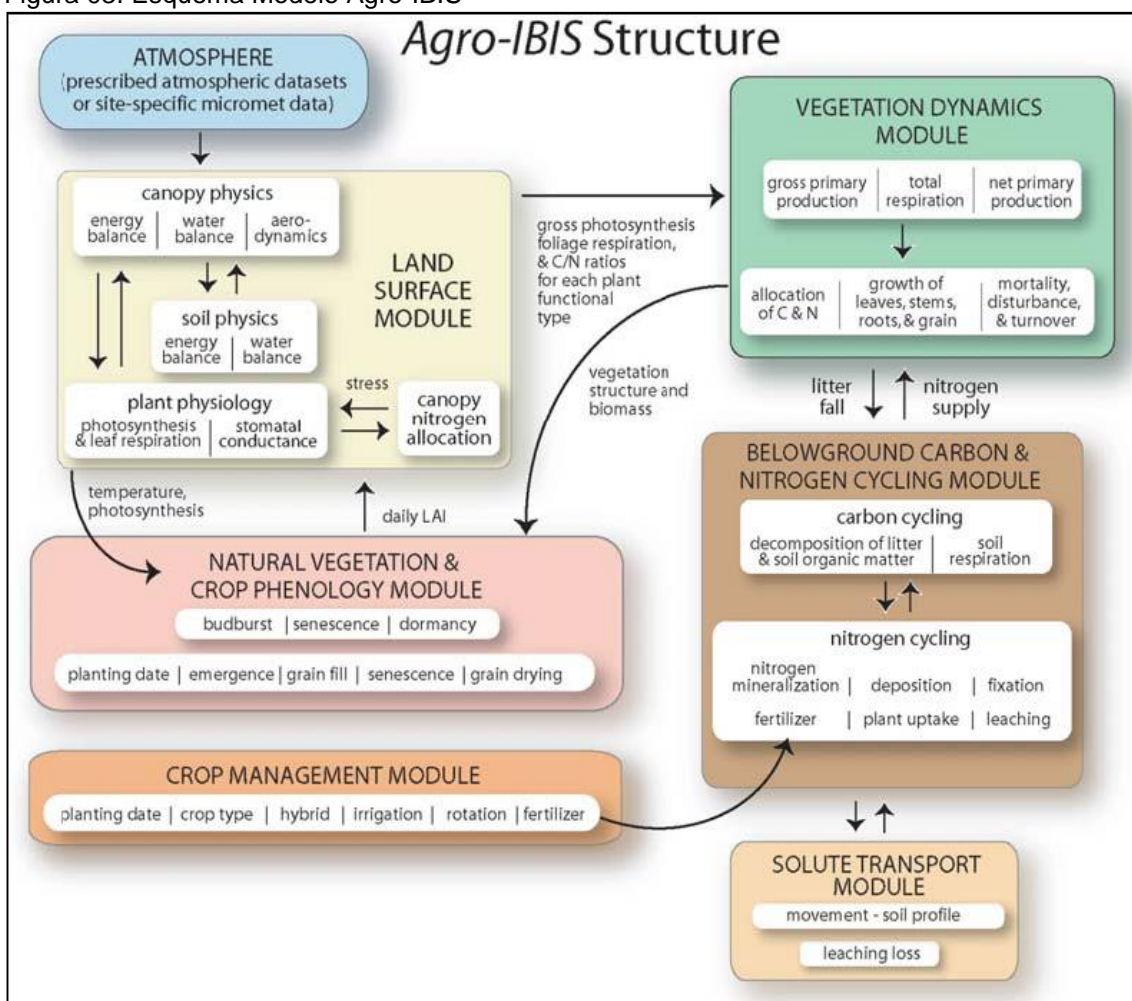 Figura 03: Esquema Modelo Agro-IBIS
Agro-IBIS Structure
ATMOSPHERE
(prescribed atmospheric datasets
or site-specific micromet data)
canopy physics
energy balance | water balance | aero-dynamics
LAND
SURFACE
MODULE
soil physics
energy balance | water balance
plant physiology
photosynthesis & leaf respiration | stomatal conductance
stress
canopy
nitrogen
allocation
gross photosynthesis
foliage respiration,
& C/N ratios
for each plant
functional
type
VEGETATION DYNAMICS
MODULE
gross primary production | total respiration | net primary production
allocation of C & N | growth of leaves, stems, roots, & grain | mortality, disturbance, & turnover
vegetation
structure and
biomass
litter
fall
nitrogen
supply
temperature,
photosynthesis
daily LAI
NATURAL VEGETATION &
CROP PHENOLOGY MODULE
budburst | senescence | dormancy
planting date | emergence | grain fill | senescence | grain drying
BELOWGROUND CARBON &
NITROGEN CYCLING MODULE
carbon cycling
decomposition of litter & soil organic matter | soil respiration
nitrogen cycling
nitrogen mineralization | deposition | fixation
fertilizer | plant uptake | leaching
CROP MANAGEMENT MODULE
planting date | crop type | hybrid | irrigation | rotation | fertilizer
SOLUTE TRANSPORT
MODULE
movement - soil profile
leaching loss